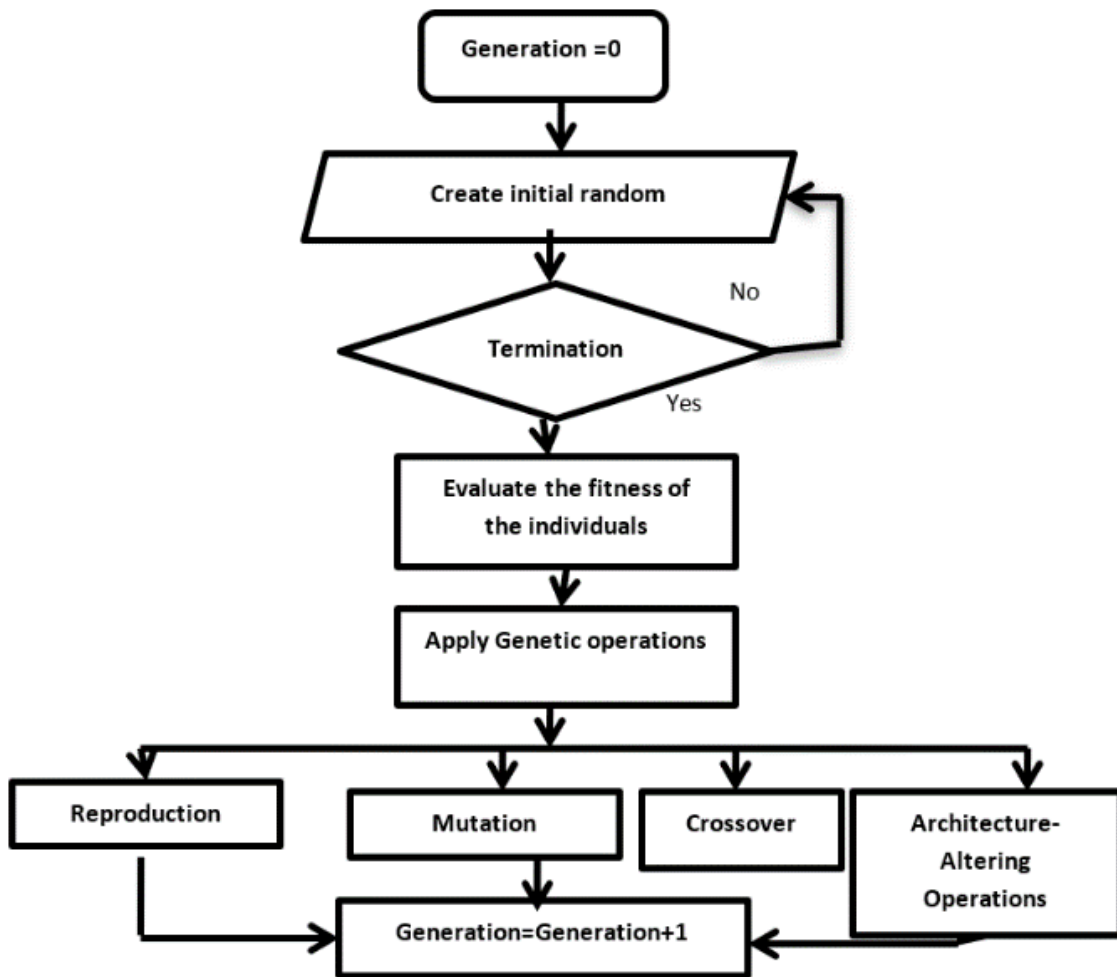 Generation =0
Create initial random
No
Termination
Yes
Evaluate the fitness of
the individuals
Apply Genetic operations
Reproduction
Mutation
Crossover
Architecture-
Altering
Operations
Generation=Generation+1